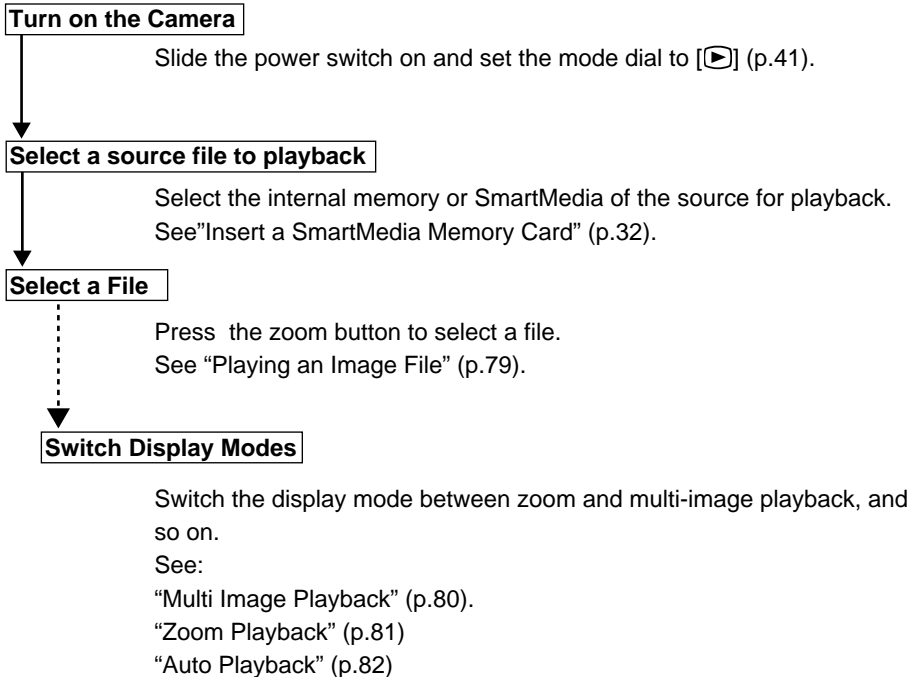 Turn on the Camera
Slide the power switch on and set the mode dial to [▶] (p.41).
Select a source file to playback
Select the internal memory or SmartMedia of the source for playback.
See"Insert a SmartMedia Memory Card" (p.32).
Select a File
Press  the zoom button to select a file.
See “Playing an Image File” (p.79).
Switch Display Modes
Switch the display mode between zoom and multi-image playback, and
so on.
See:
“Multi Image Playback” (p.80).
“Zoom Playback” (p.81)
“Auto Playback” (p.82)